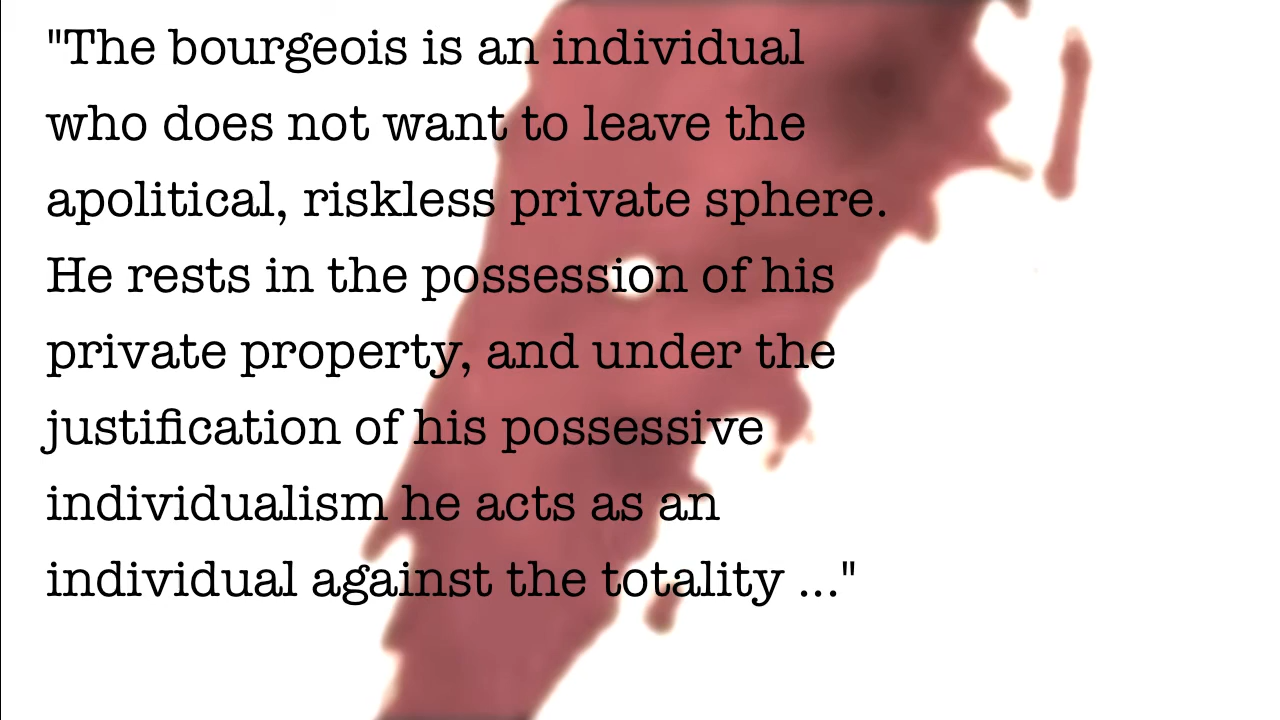 "The bourgeois is an individual
who does not want to leave the
apolitical, riskless private sphere.
He rests in the possession of his
private property, and under the
justification of his possessive
individualism he acts as an
individual against the totality ..."